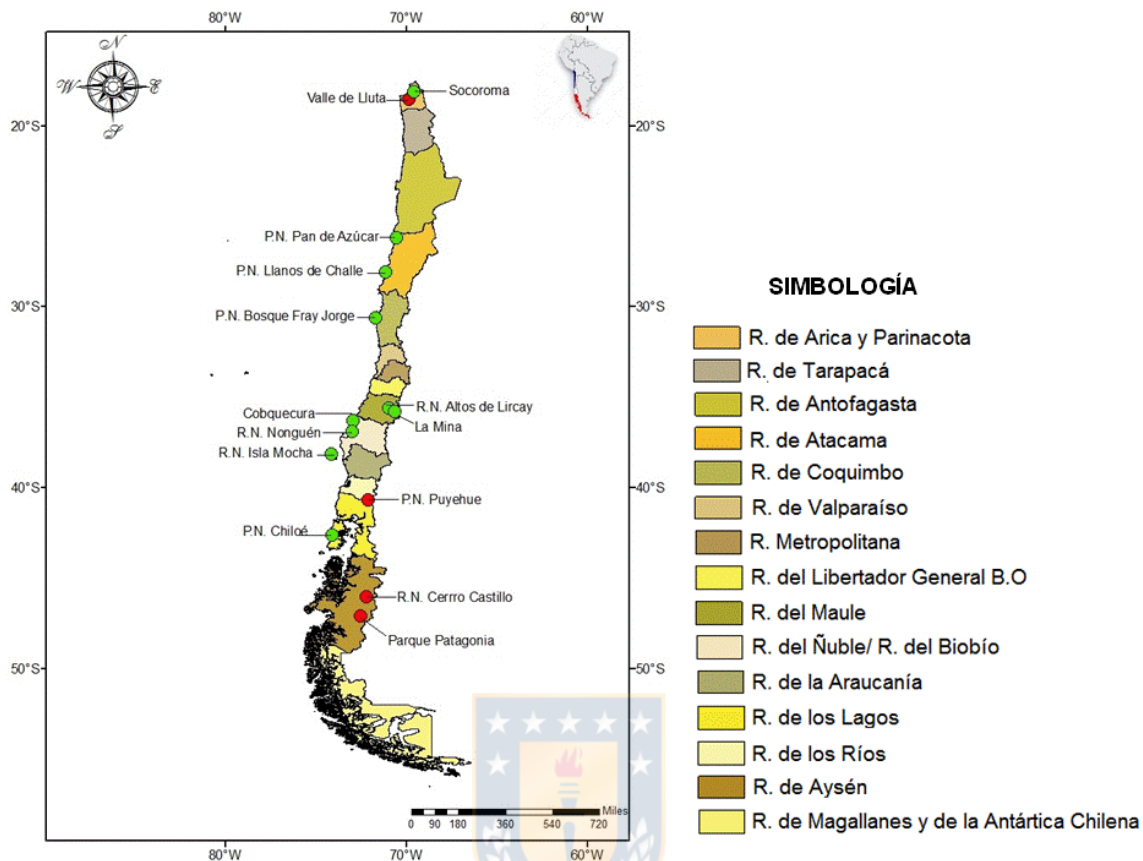 80°W 70°W 60°W
N
W E
S
Socoroma
Valle de Lluta
20°S 20°S
P.N. Pan de Azúcar
P.N. Llanos de Challe
30°S 30°S
P.N. Bosque Fray Jorge
R.N. Altos de Lircay
Cobquecura
La Mina
R.N. Nonguén
R.N. Isla Mocha
40°S 40°S
P.N. Puyehue
P.N. Chiloé
R.N. Cerrro Castillo
Parque Patagonia
50°S 50°S
Miles
0 90 180 360 540 720
80°W 70°W 60°W
SIMBOLOGÍA
R. de Arica y Parinacota
R. de Tarapacá
R. de Antofagasta
R. de Atacama
R. de Coquimbo
R. de Valparaíso
R. Metropolitana
R. del Libertador General B.O
R. del Maule
R. del Ñuble/ R. del Biobío
R. de la Araucanía
R. de los Lagos
R. de los Ríos
R. de Aysén
R. de Magallanes y de la Antártica Chilena